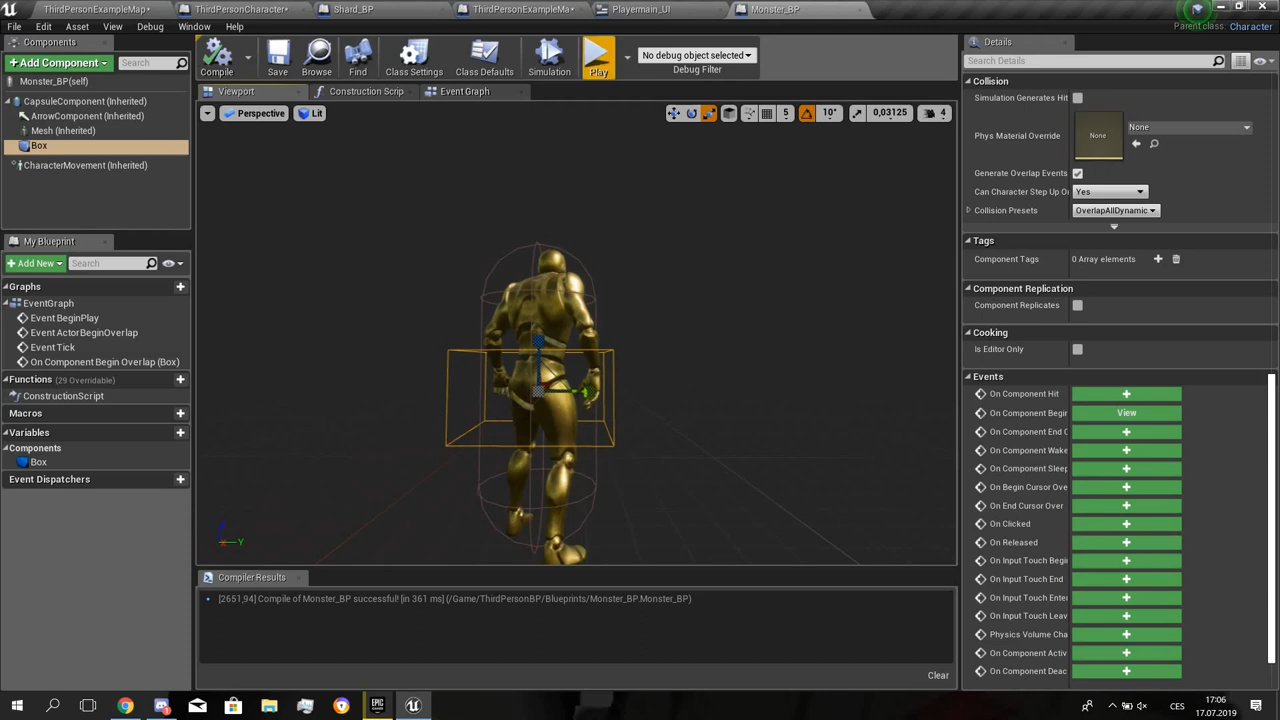 ThirdPersonExampleMap•
ThirdPersonCharacter•
Shard_BP
ThirdPersonExampleMa•
Playermain_UI
Monster_BP
File Edit Asset View Debug Window Help
Parent class: Character
Components
+ Add Component Search
Monster_BP(self)
CapsuleComponent (Inherited)
ArrowComponent (Inherited)
Mesh (Inherited)
Box
CharacterMovement (Inherited)
My Blueprint
+ Add New Search
Graphs
EventGraph
Event BeginPlay
Event ActorBeginOverlap
Event Tick
On Component Begin Overlap (Box)
Functions (29 Overridable)
ConstructionScript
Macros
Variables
Components
Box
Event Dispatchers
Compile
Save
Browse
Find
Class Settings
Class Defaults
Simulation
Play
No debug object selected
Debug Filter
Viewport
Construction Scrip
Event Graph
Perspective
Lit
5
10°
0,03125
4
Z
Y
Compiler Results
[2651,94] Compile of Monster_BP successful! [in 361 ms] (/Game/ThirdPersonBP/Blueprints/Monster_BP.Monster_BP)
Clear
Details
Search Details
Collision
Simulation Generates Hit
Phys Material Override None None
Generate Overlap Events
Can Character Step Up O Yes
Collision Presets OverlapAllDynamic
Tags
Component Tags 0 Array elements
Component Replication
Component Replicates
Cooking
Is Editor Only
Events
On Component Hit
On Component Begin View
On Component End C
On Component Wake
On Component Sleep
On Begin Cursor Ove
On End Cursor Over
On Clicked
On Released
On Input Touch Begin
On Input Touch End
On Input Touch Enter
On Input Touch Leav
Physics Volume Cha
On Component Activ
On Component Deac
EPIC GAMES
CES
17:06
17.07.2019